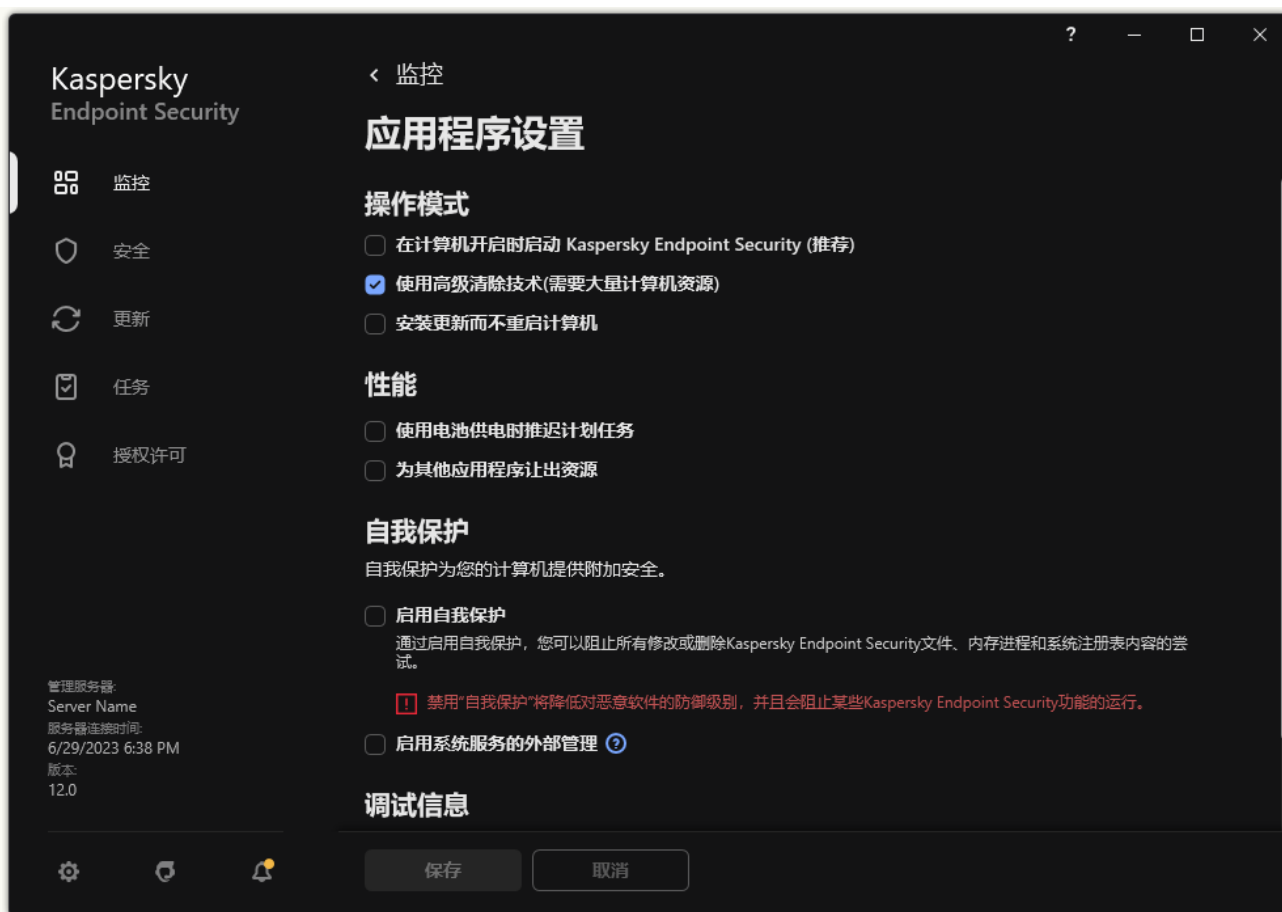 ?
Kaspersky
Endpoint Security
监控
安全
更新
任务
授权许可
管理服务器:
Server Name
服务器连接时间:
6/29/2023 6:38 PM
版本:
12.0
监控
应用程序设置
操作模式
在计算机开启时启动 Kaspersky Endpoint Security (推荐)
使用高级清除技术(需要大量计算机资源)
安装更新而不重启计算机
性能
使用电池供电时推迟计划任务
为其他应用程序让出资源
自我保护
自我保护为您的计算机提供附加安全。
启用自我保护
通过启用自我保护，您可以阻止所有修改或删除Kaspersky Endpoint Security文件、内存进程和系统注册表内容的尝
试。
禁用“自我保护”将降低对恶意软件的防御级别，并且会阻止某些Kaspersky Endpoint Security功能的运行。
启用系统服务的外部管理 ?
调试信息
保存
取消